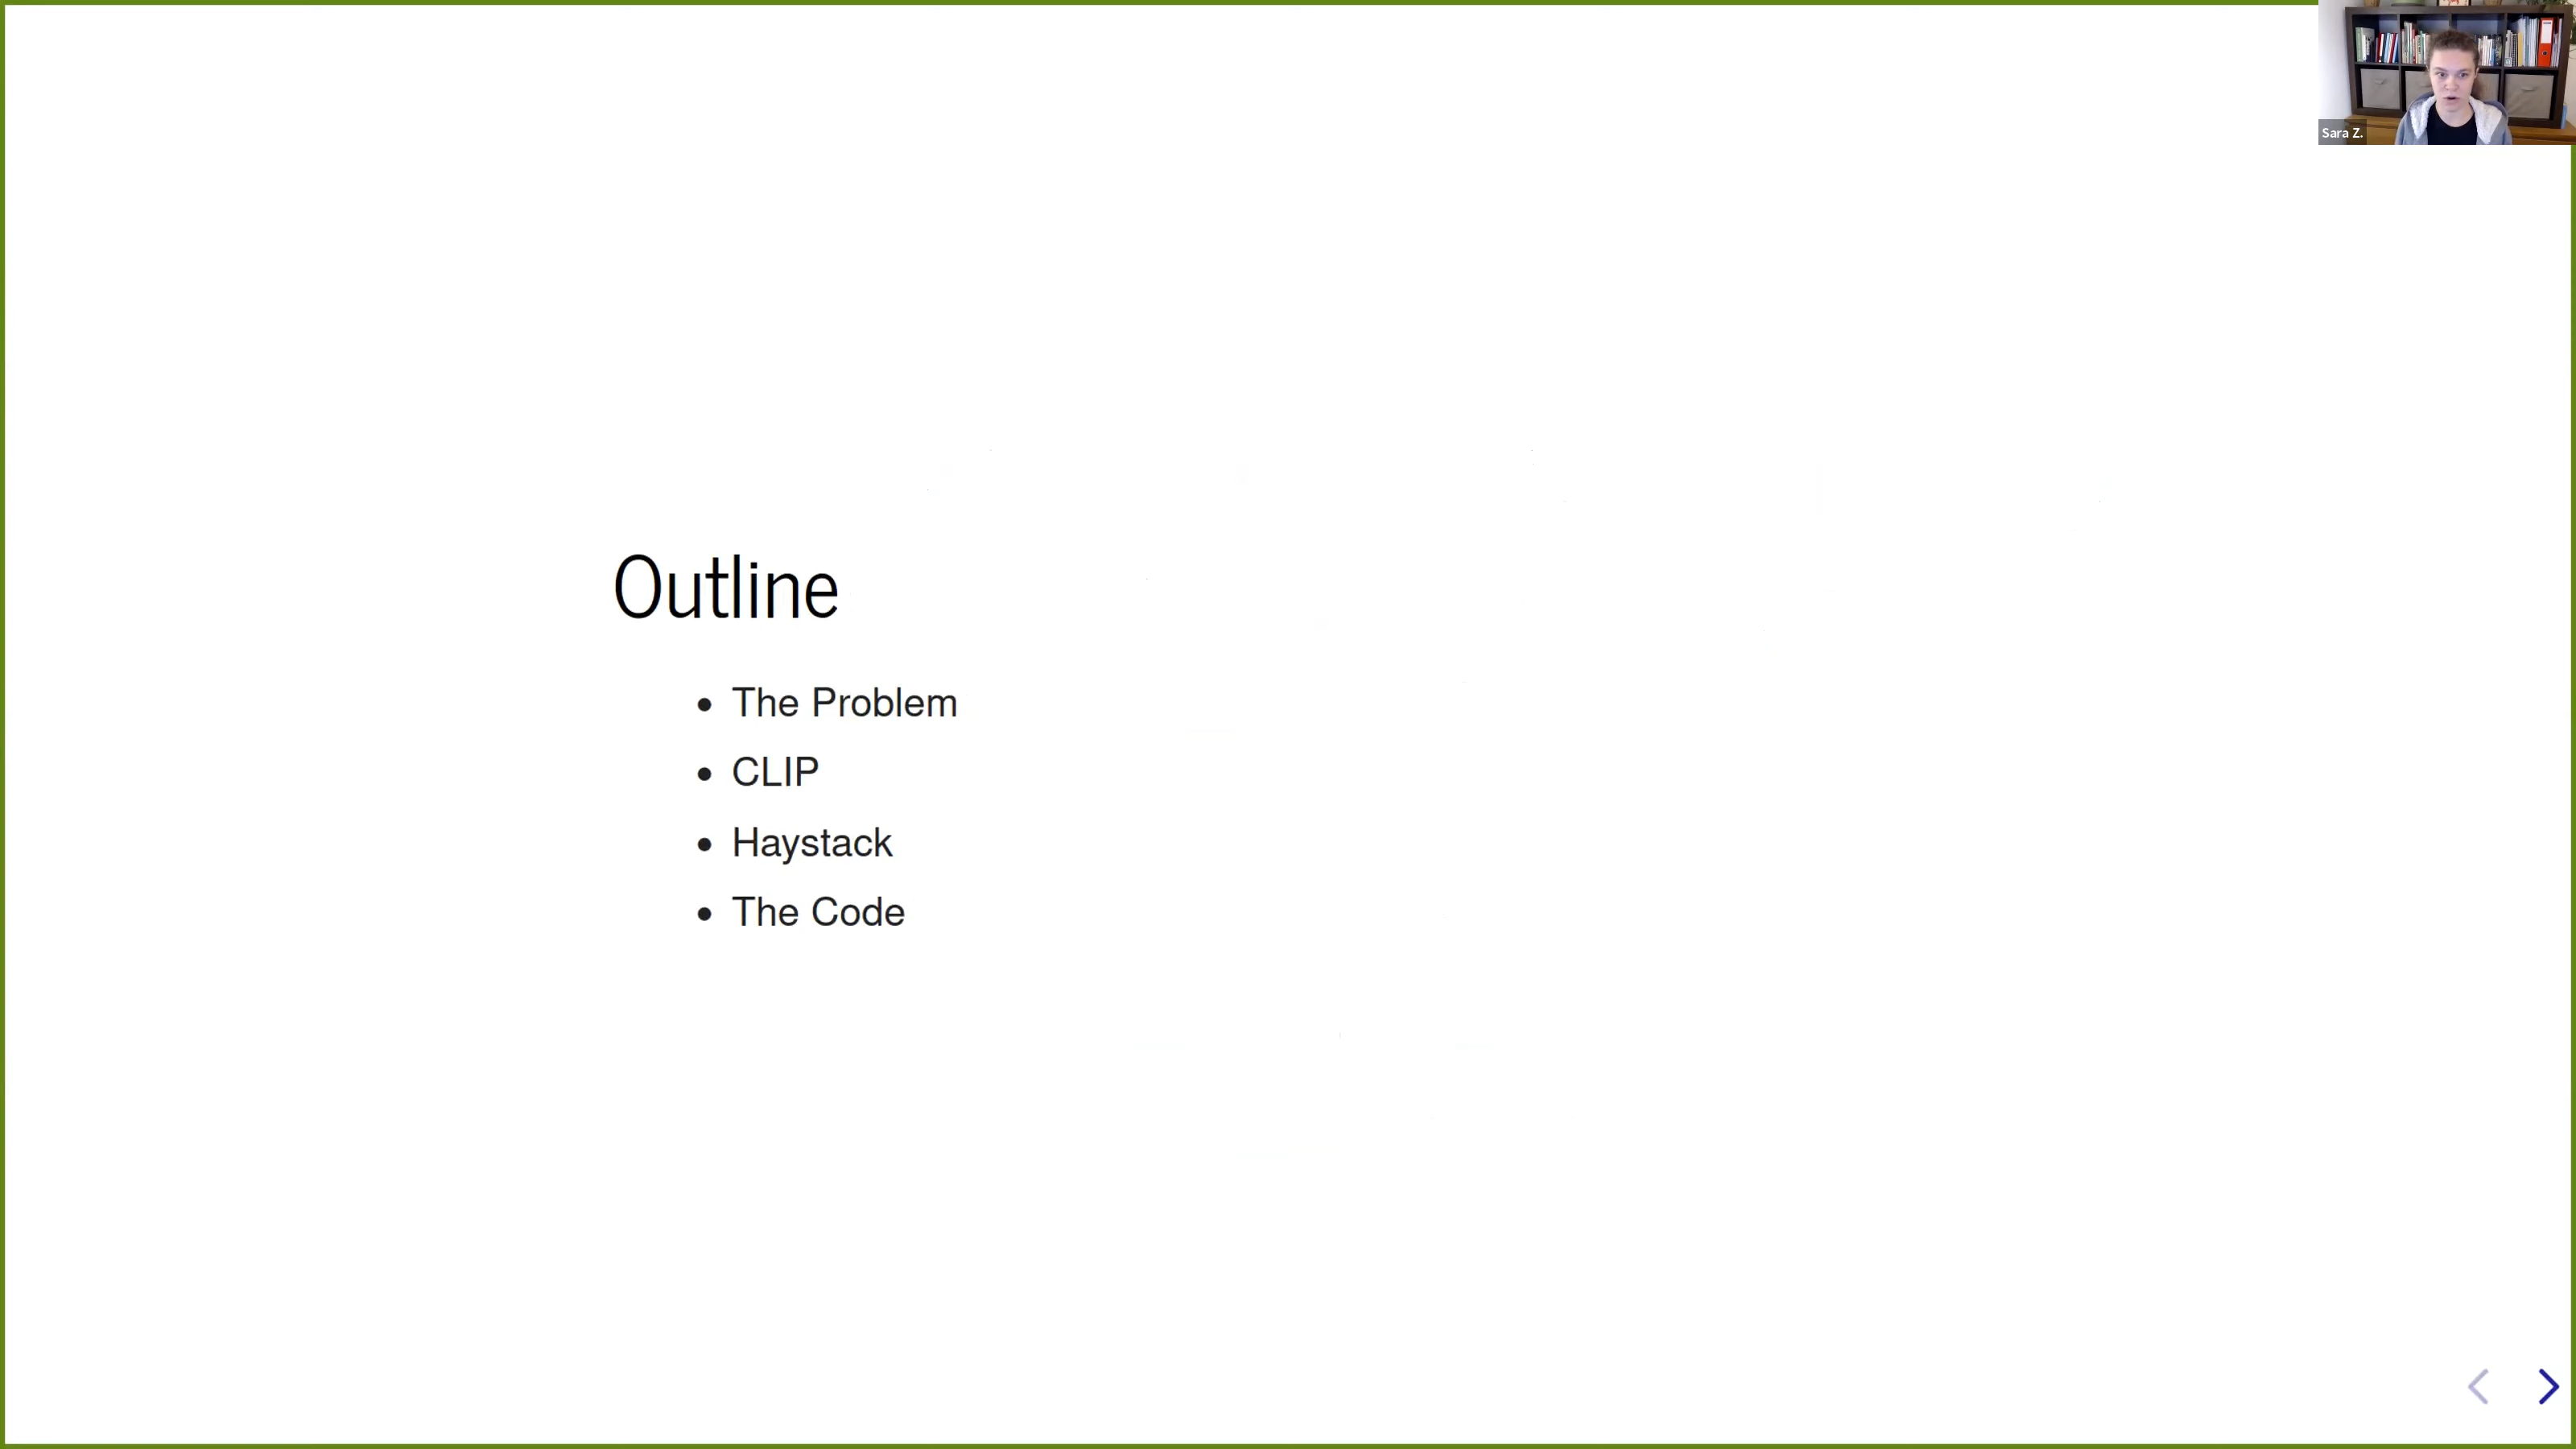 Sara Z.
Outline
The Problem
CLIP
Haystack
The Code